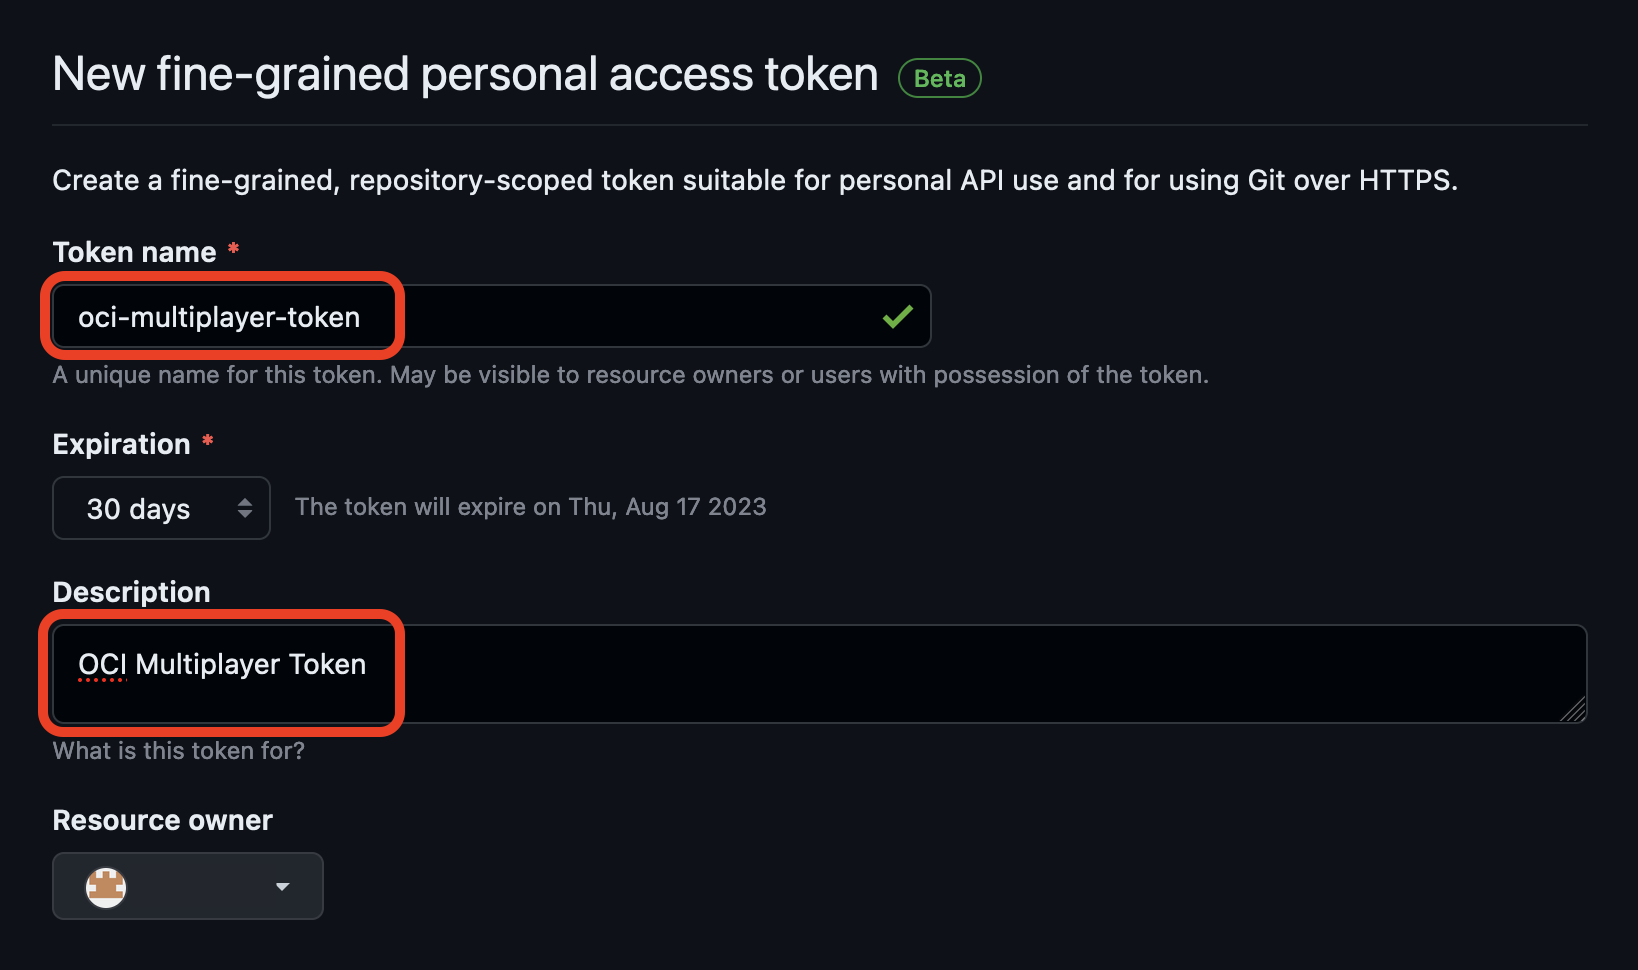 New fine-grained personal access token Beta
Create a fine-grained, repository-scoped token suitable for personal API use and for using Git over HTTPS.
Token name *
oci-multiplayer-token
A unique name for this token. May be visible to resource owners or users with possession of the token.
Expiration *
30 days The token will expire on Thu, Aug 17 2023
Description
OCI Multiplayer Token
What is this token for?
Resource owner